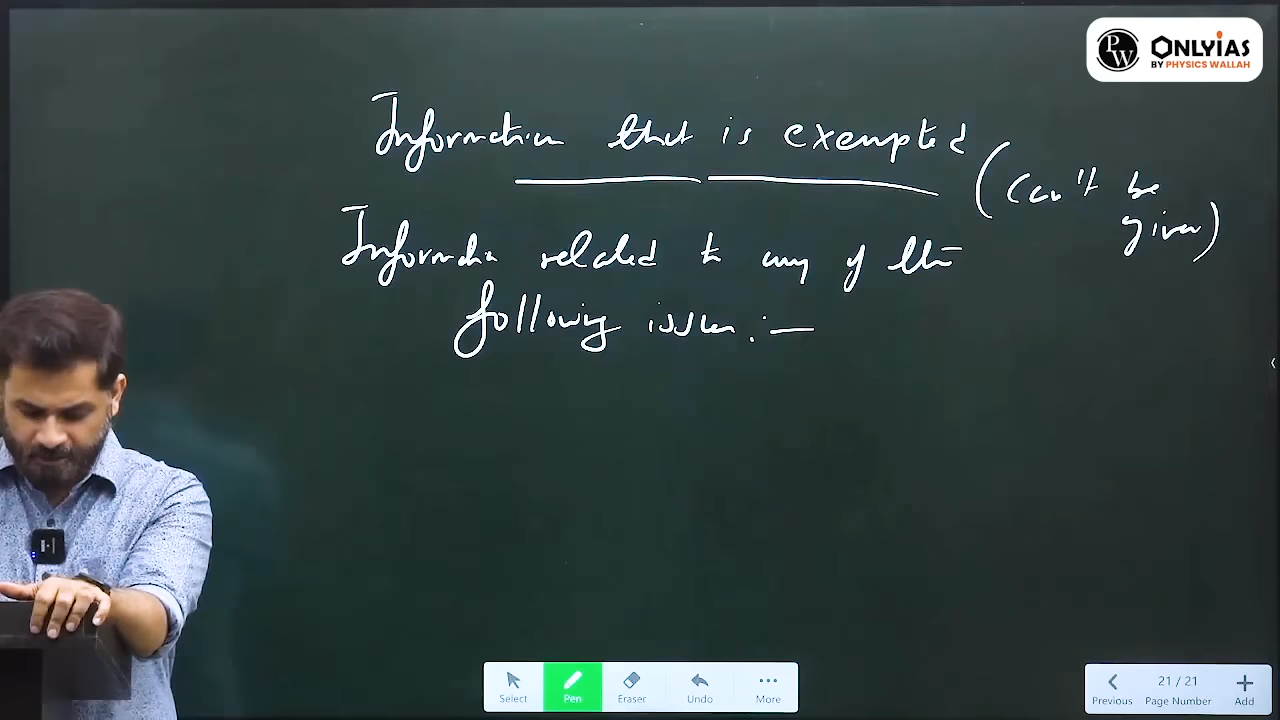 PW ONLYIAS
BY PHYSICS WALLAH
Information that is exempted
(can't be
given)
Information related to any of the
following issues :-
Select Pen Eraser Undo More
21 / 21
Previous Page Number Add